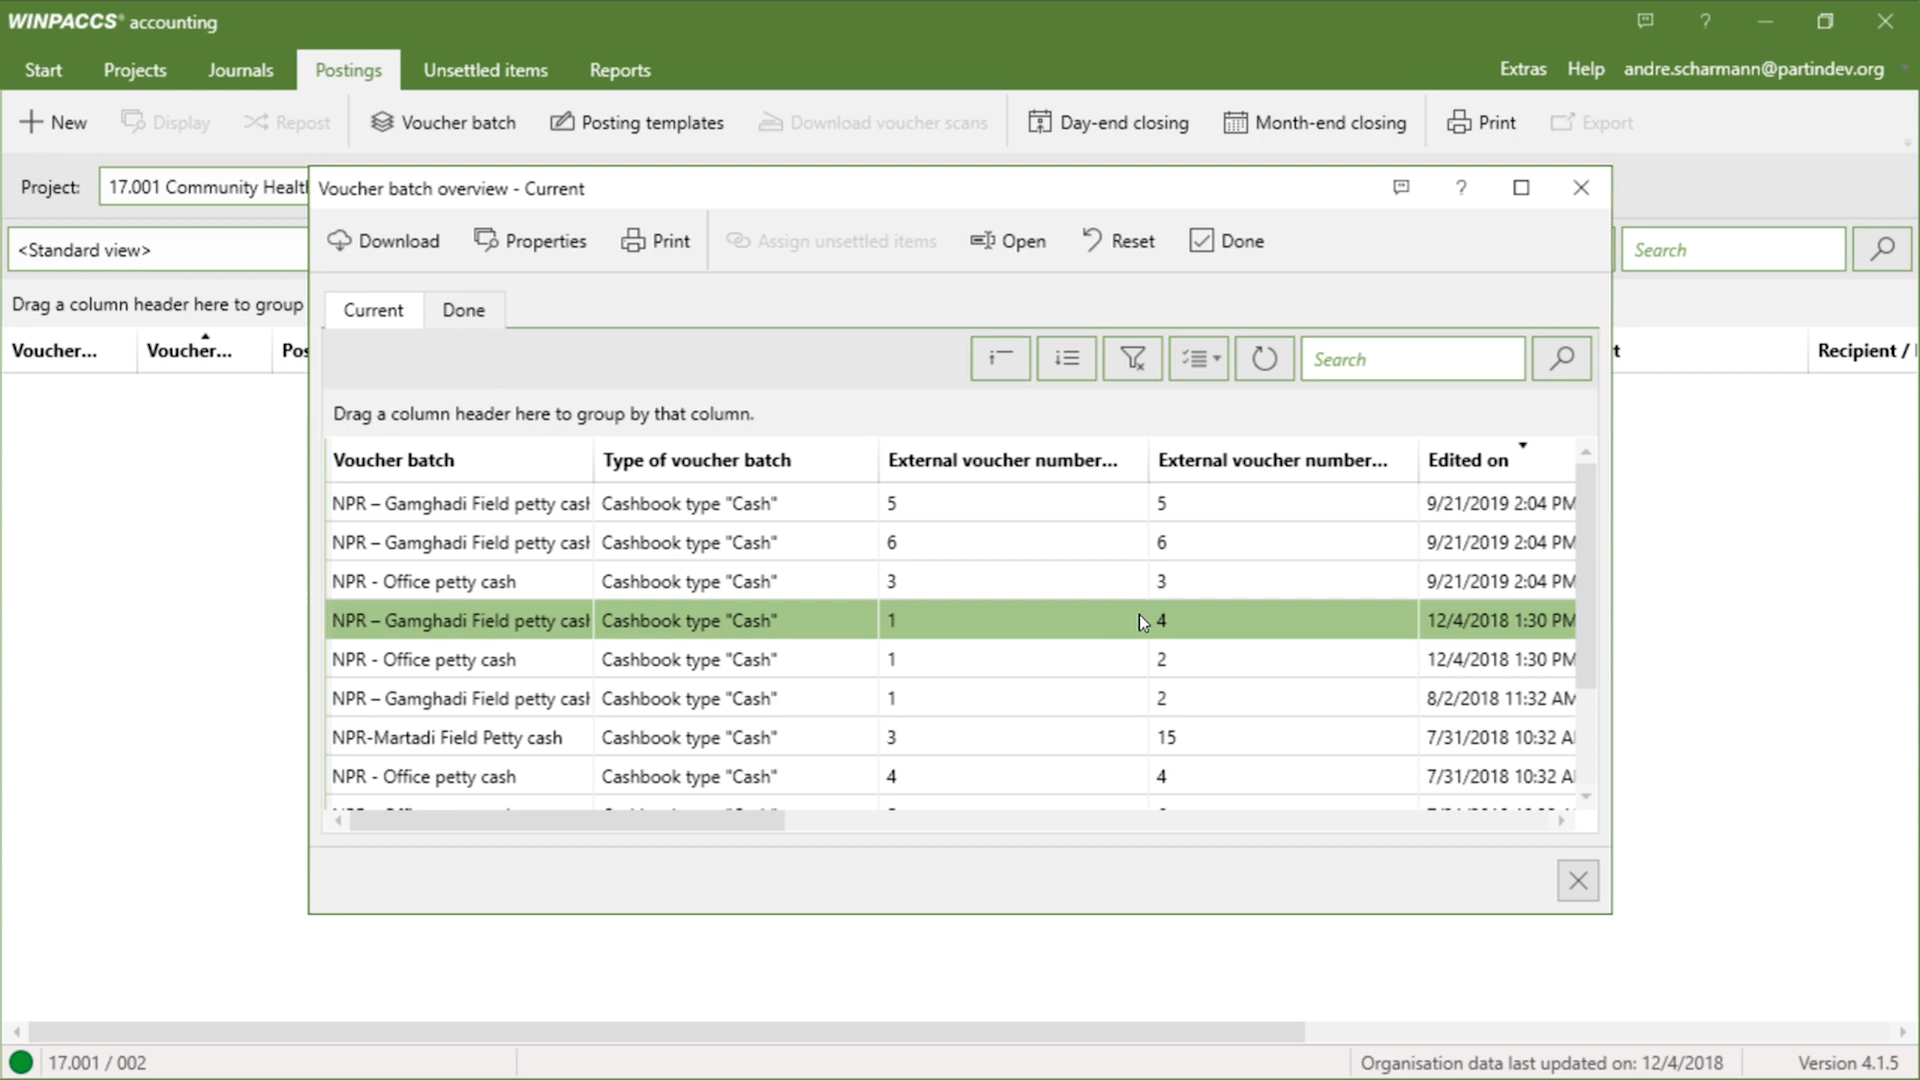 WINPACCS® accounting
Start Projects Journals Postings Unsettled items Reports
Extras Help andre.scharmann@partindev.org
New Display Repost Voucher batch Posting templates Download voucher scans Day-end closing Month-end closing Print Export
Project: 17.001 Community Healt
<Standard view>
Search
Drag a column header here to group
Voucher... Voucher... Pos
t Recipient /
Voucher batch overview - Current
Download Properties Print Assign unsettled items Open Reset Done
Current Done
Search
Drag a column header here to group by that column.
Voucher batch Type of voucher batch External voucher number... External voucher number... Edited on
NPR – Gamghadi Field petty cash Cashbook type "Cash" 5 5 9/21/2019 2:04 PM
NPR – Gamghadi Field petty cash Cashbook type "Cash" 6 6 9/21/2019 2:04 PM
NPR - Office petty cash Cashbook type "Cash" 3 3 9/21/2019 2:04 PM
NPR – Gamghadi Field petty cash Cashbook type "Cash" 1 4 12/4/2018 1:30 PM
NPR - Office petty cash Cashbook type "Cash" 1 2 12/4/2018 1:30 PM
NPR – Gamghadi Field petty cash Cashbook type "Cash" 1 2 8/2/2018 11:32 AM
NPR-Martadi Field Petty cash Cashbook type "Cash" 3 15 7/31/2018 10:32 A
NPR - Office petty cash Cashbook type "Cash" 4 4 7/31/2018 10:32 A
17.001 / 002
Organisation data last updated on: 12/4/2018
Version 4.1.5